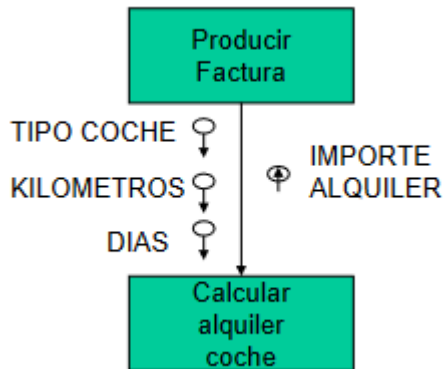 Producir
Factura
TIPO COCHE
KILOMETROS
DIAS
IMPORTE
ALQUILER
Calcular
alquiler
coche